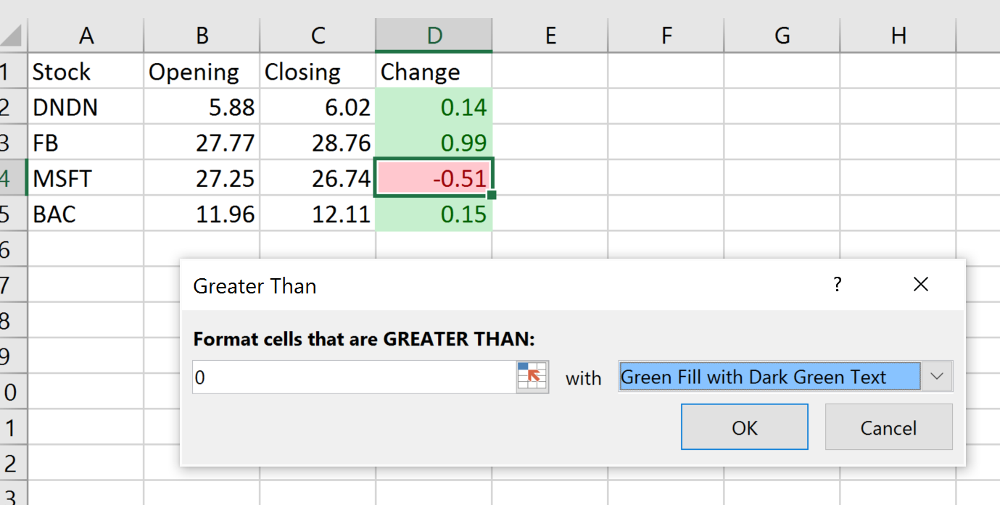 A B C D E F G H
1 Stock Opening Closing Change
2 DNDN 5.88 6.02 0.14
3 FB 27.77 28.76 0.99
4 MSFT 27.25 26.74 -0.51
5 BAC 11.96 12.11 0.15
6
7
Greater Than ? ×
8
Format cells that are GREATER THAN:
9
0 with Green Fill with Dark Green Text
0
1
OK Cancel
2
3